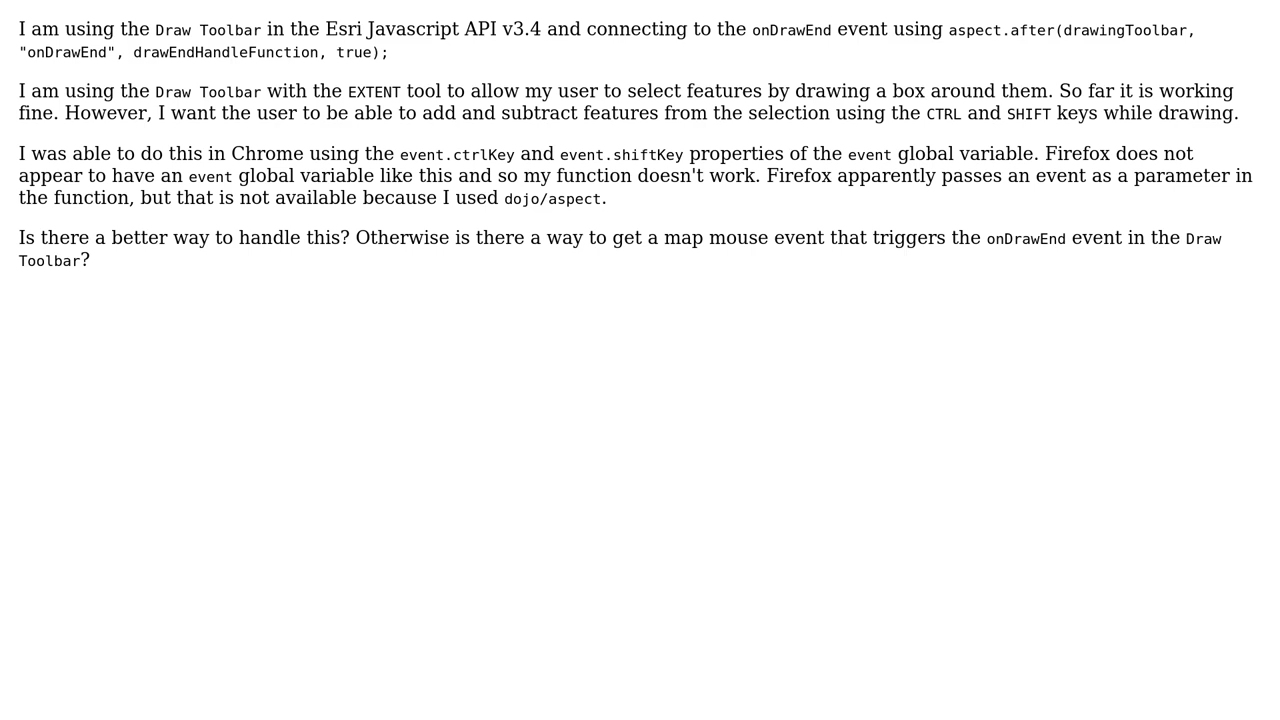 I am using the Draw Toolbar in the Esri Javascript API v3.4 and connecting to the onDrawEnd event using aspect.after(drawingToolbar,
"onDrawEnd", drawEndHandleFunction, true);
I am using the Draw Toolbar with the EXTENT tool to allow my user to select features by drawing a box around them. So far it is working
fine. However, I want the user to be able to add and subtract features from the selection using the CTRL and SHIFT keys while drawing.
I was able to do this in Chrome using the event.ctrlKey and event.shiftKey properties of the event global variable. Firefox does not
appear to have an event global variable like this and so my function doesn't work. Firefox apparently passes an event as a parameter in
the function, but that is not available because I used dojo/aspect.
Is there a better way to handle this? Otherwise is there a way to get a map mouse event that triggers the onDrawEnd event in the Draw
Toolbar?